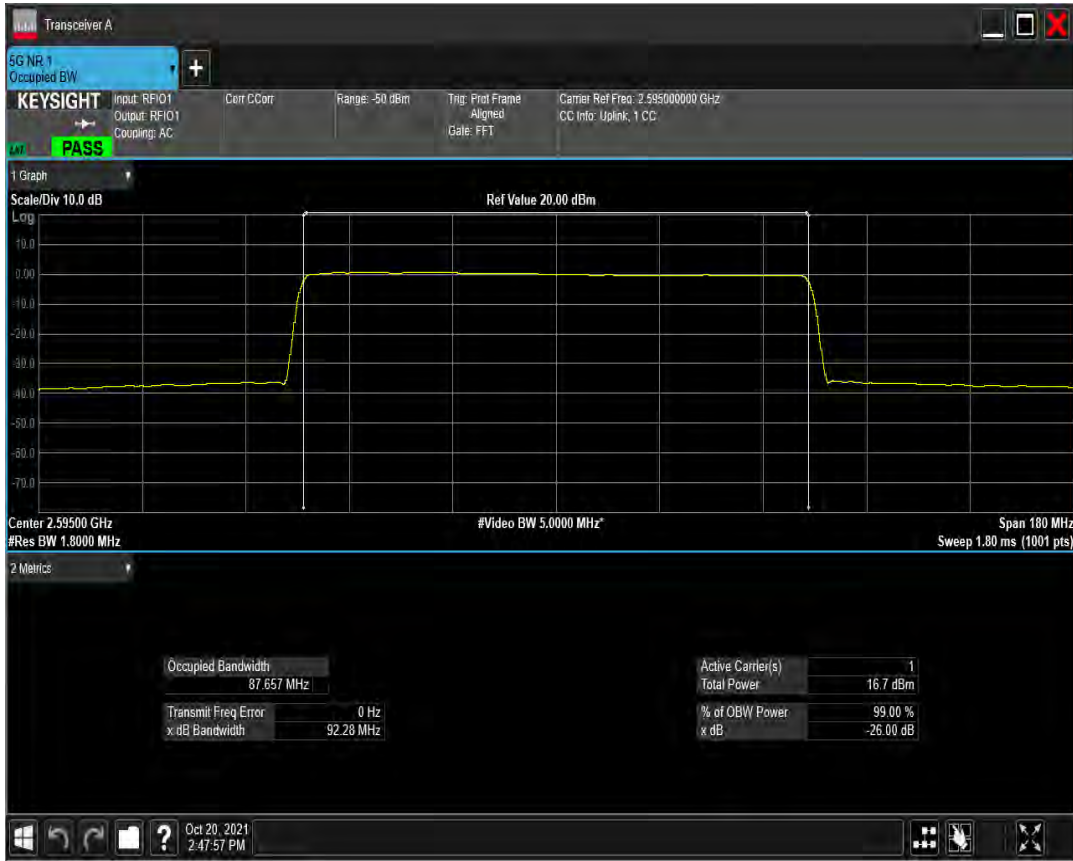 Transceiver A
5G NR 1
Occupied BW
+
KEYSIGHT
Input: RFIO1
Output: RFIO1
Coupling: AC
Corr CCorr
Range: -50 dBm
Trig: Prot Frame
Aligned
Gate: FFT
Carrier Ref Freq: 2.595000000 GHz
CC Info: Uplink, 1 CC
PASS
1 Graph
Scale/Div 10.0 dB
Ref Value 20.00 dBm
Log
10.0
0.00
-10.0
-20.0
-30.0
-40.0
-50.0
-60.0
-70.0
Center 2.59500 GHz
#Video BW 5.0000 MHz*
Span 180 MHz
#Res BW 1.8000 MHz
Sweep 1.80 ms (1001 pts)
2 Metrics
Occupied Bandwidth
87.657 MHz
Transmit Freq Error 0 Hz
x dB Bandwidth 92.28 MHz
Active Carrier(s) 1
Total Power 16.7 dBm
% of OBW Power 99.00 %
x dB -26.00 dB
?
Oct 20, 2021
2:47:57 PM